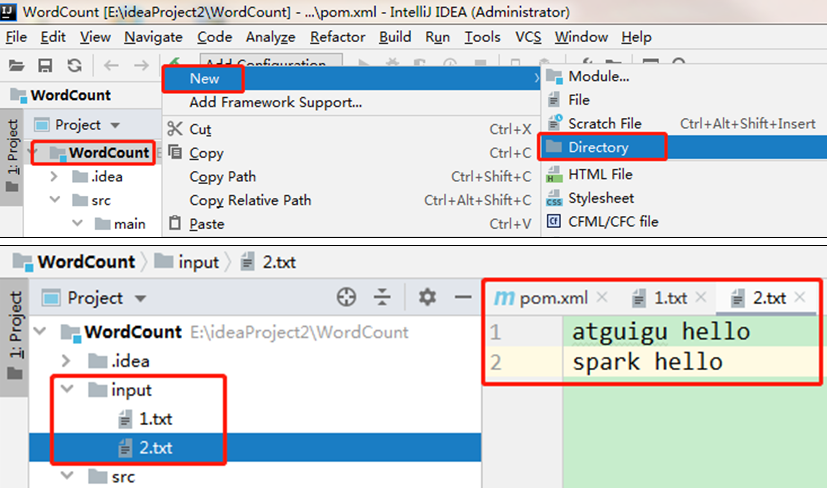 WordCount [E:\ideaProject2\WordCount] - ...\pom.xml - IntelliJ IDEA (Administrator)
File Edit View Navigate Code Analyze Refactor Build Run Tools VCS Window Help
Add Configuration...
WordCount
New
Module...
Add Framework Support...
File
1: Project
Project
Cut Ctrl+X
Scratch File Ctrl+Alt+Shift+Insert
WordCount
Copy Ctrl+C
Directory
.idea
Copy Path Ctrl+Shift+C
HTML File
src
Copy Relative Path Ctrl+Alt+Shift+C
Stylesheet
main
Paste Ctrl+V
CFML/CFC file
WordCount input 2.txt
1: Project
Project
pom.xml 1.txt 2.txt
WordCount E:\ideaProject2\WordCount
1 atguigu hello
.idea
2 spark hello
input
1.txt
2.txt
src